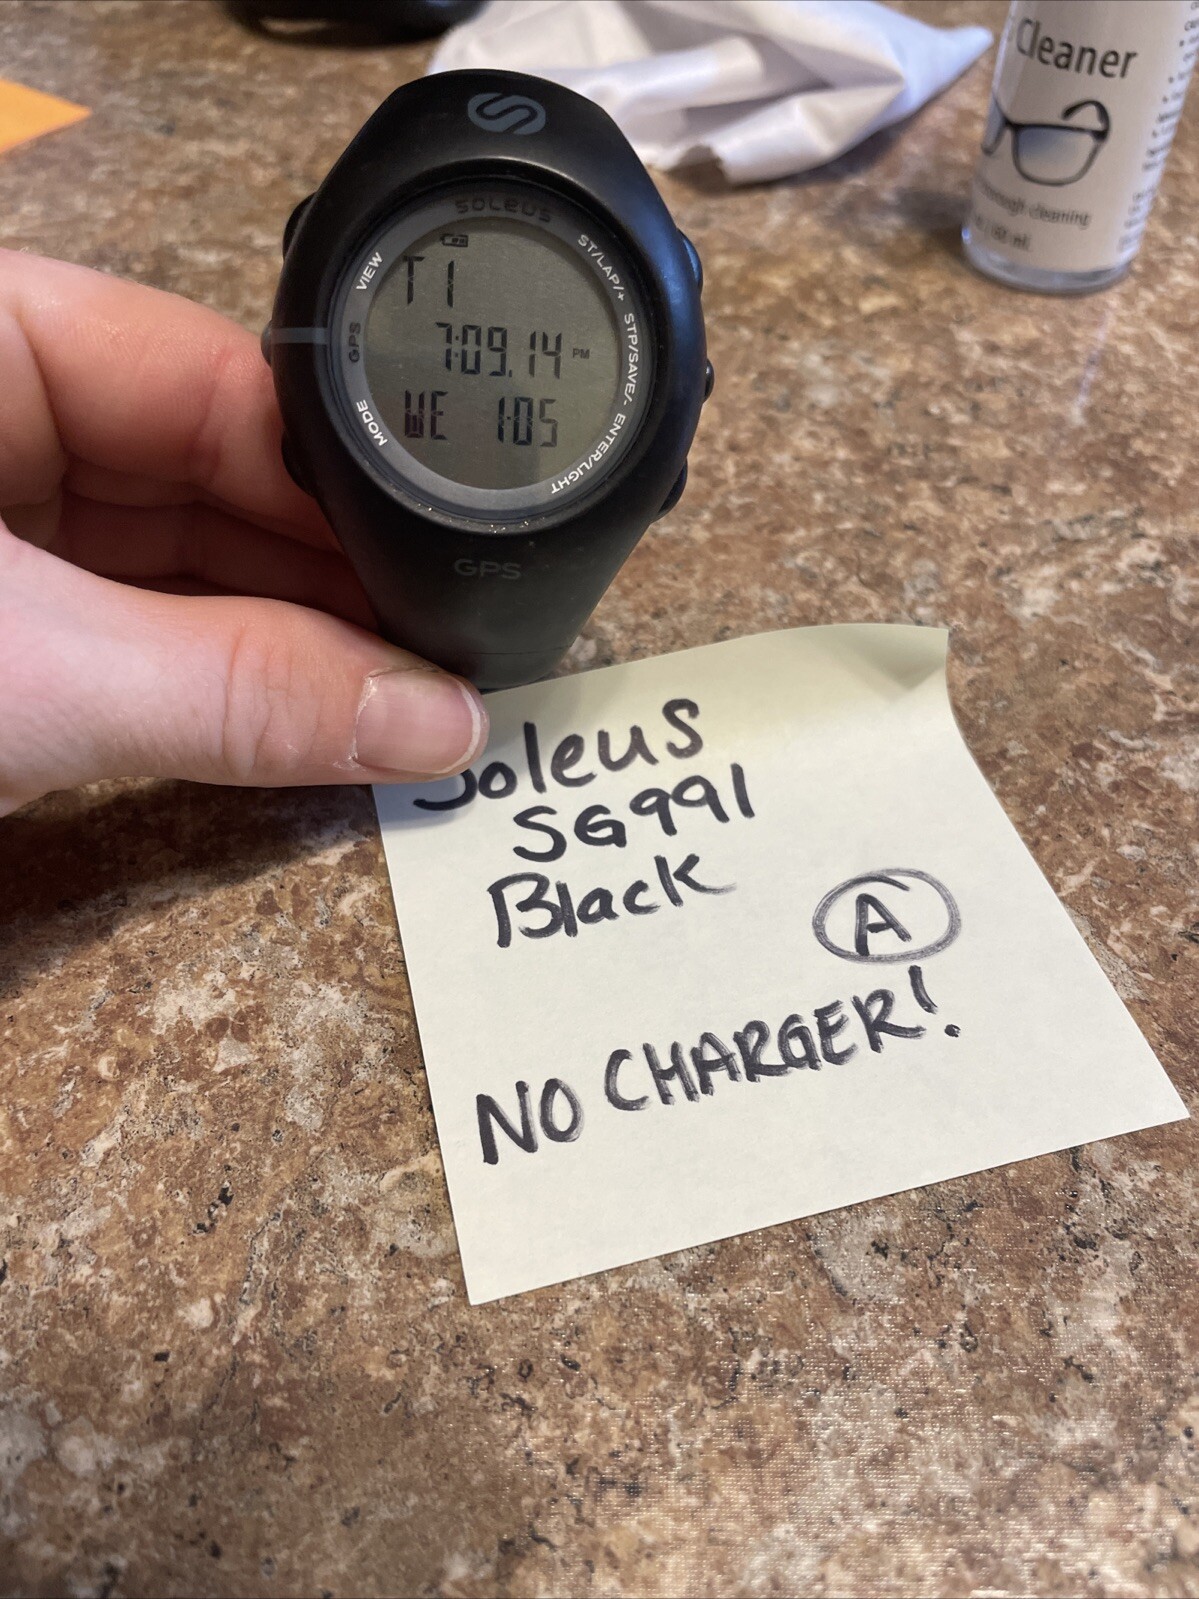 Cleaner
SOLEUS
VIEW
GPS
MODE
ST/LAP/+
STP/SAVE/-
ENTER/LIGHT
T1
7:09.14 PM
WE 1-05
GPS
Soleus
SG991
Black
A
NO CHARGER!
cleaning